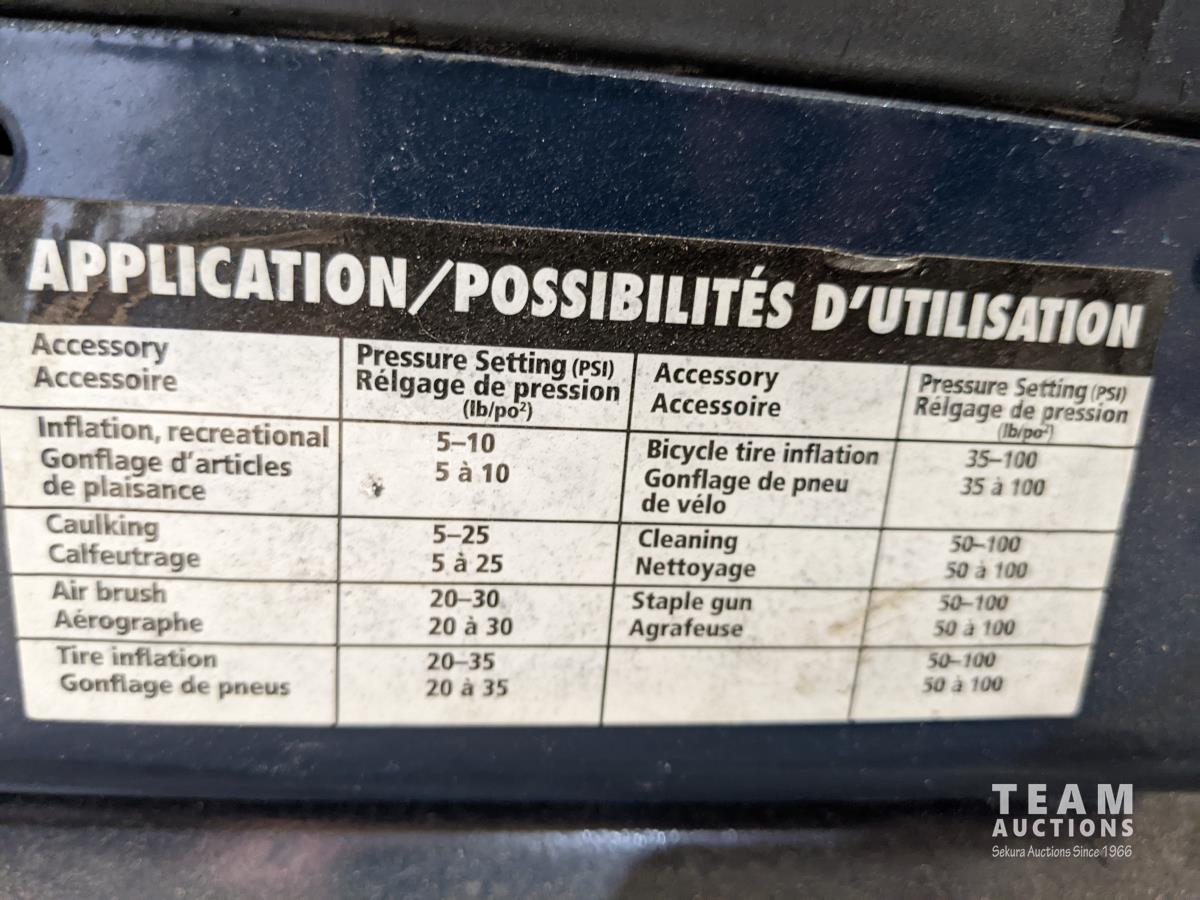 APPLICATION/POSSIBILITÉS D'UTILISATION
Accessory
Accessoire
Pressure Setting (PSI)
Rélgage de pression
(lb/po²)
Accessory
Accessoire
Pressure Setting (PSI)
Rélgage de pression
(lb/po²)
Inflation, recreational
Gonflage d'articles
de plaisance
5–10
5 à 10
Bicycle tire inflation
Gonflage de pneu
de vélo
35–100
35 à 100
Caulking
Calfeutrage
5–25
5 à 25
Cleaning
Nettoyage
50–100
50 à 100
Air brush
Aérographe
20–30
20 à 30
Staple gun
Agrafeuse
50–100
50 à 100
Tire inflation
Gonflage de pneus
20–35
20 à 35
50–100
50 à 100
TEAM
AUCTIONS
Sekura Auctions Since 1966